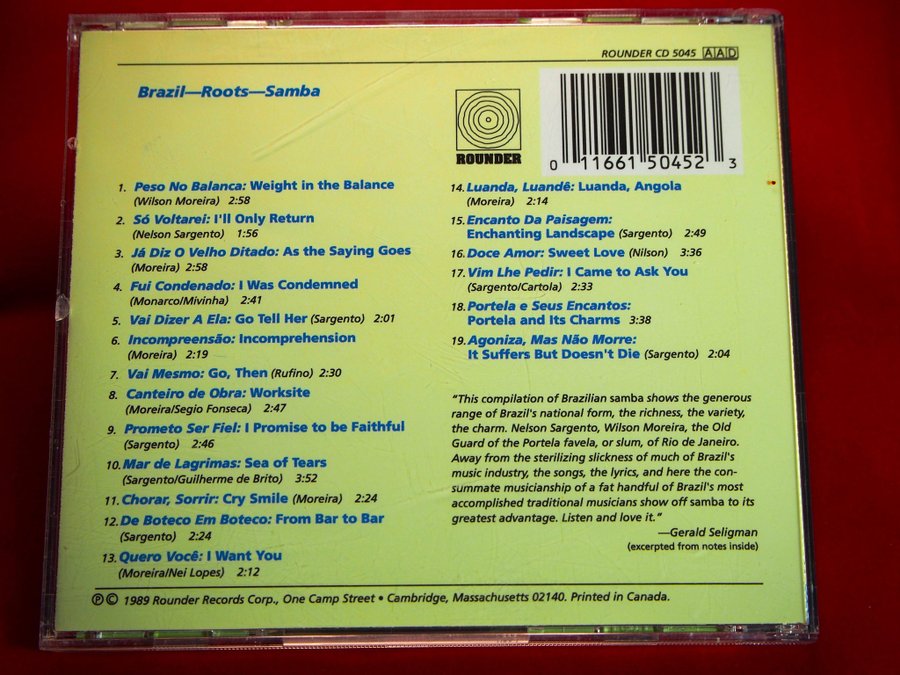 ROUNDER CD 5045 AAD
Brazil—Roots—Samba
ROUNDER
0 11661 50452 3
1. Peso No Balanca: Weight in the Balance
(Wilson Moreira) 2:58
2. Só Voltarei: I'll Only Return
(Nelson Sargento) 1:56
3. Já Diz O Velho Ditado: As the Saying Goes
(Moreira) 2:58
4. Fui Condenado: I Was Condemned
(Monarco/Mivinha) 2:41
5. Vai Dizer A Ela: Go Tell Her (Sargento) 2:01
6. Incompreensão: Incomprehension
(Moreira) 2:19
7. Vai Mesmo: Go, Then (Rufino) 2:30
8. Canteiro de Obra: Worksite
(Moreira/Segio Fonseca) 2:47
9. Prometo Ser Fiel: I Promise to be Faithful
(Sargento) 2:46
10. Mar de Lagrimas: Sea of Tears
(Sargento/Guilherme de Brito) 3:52
11. Chorar, Sorrir: Cry Smile (Moreira) 2:24
12. De Boteco Em Boteco: From Bar to Bar
(Sargento) 2:24
13. Quero Você: I Want You
(Moreira/Nei Lopes) 2:12
14. Luanda, Luandê: Luanda, Angola
(Moreira) 2:14
15. Encanto Da Paisagem:
Enchanting Landscape (Sargento) 2:49
16. Doce Amor: Sweet Love (Nilson) 3:36
17. Vim Lhe Pedir: I Came to Ask You
(Sargento/Cartola) 2:33
18. Portela e Seus Encantos:
Portela and Its Charms 3:38
19. Agoniza, Mas Não Morre:
It Suffers But Doesn't Die (Sargento) 2:04
"This compilation of Brazilian samba shows the generous
range of Brazil's national form, the richness, the variety,
the charm. Nelson Sargento, Wilson Moreira, the Old
Guard of the Portela favela, or slum, of Rio de Janeiro.
Away from the sterilizing slickness of much of Brazil's
music industry, the songs, the lyrics, and here the con-
summate musicianship of a fat handful of Brazil's most
accomplished traditional musicians show off samba to its
greatest advantage. Listen and love it."
—Gerald Seligman
(excerpted from notes inside)
℗ © 1989 Rounder Records Corp., One Camp Street • Cambridge, Massachusetts 02140. Printed in Canada.